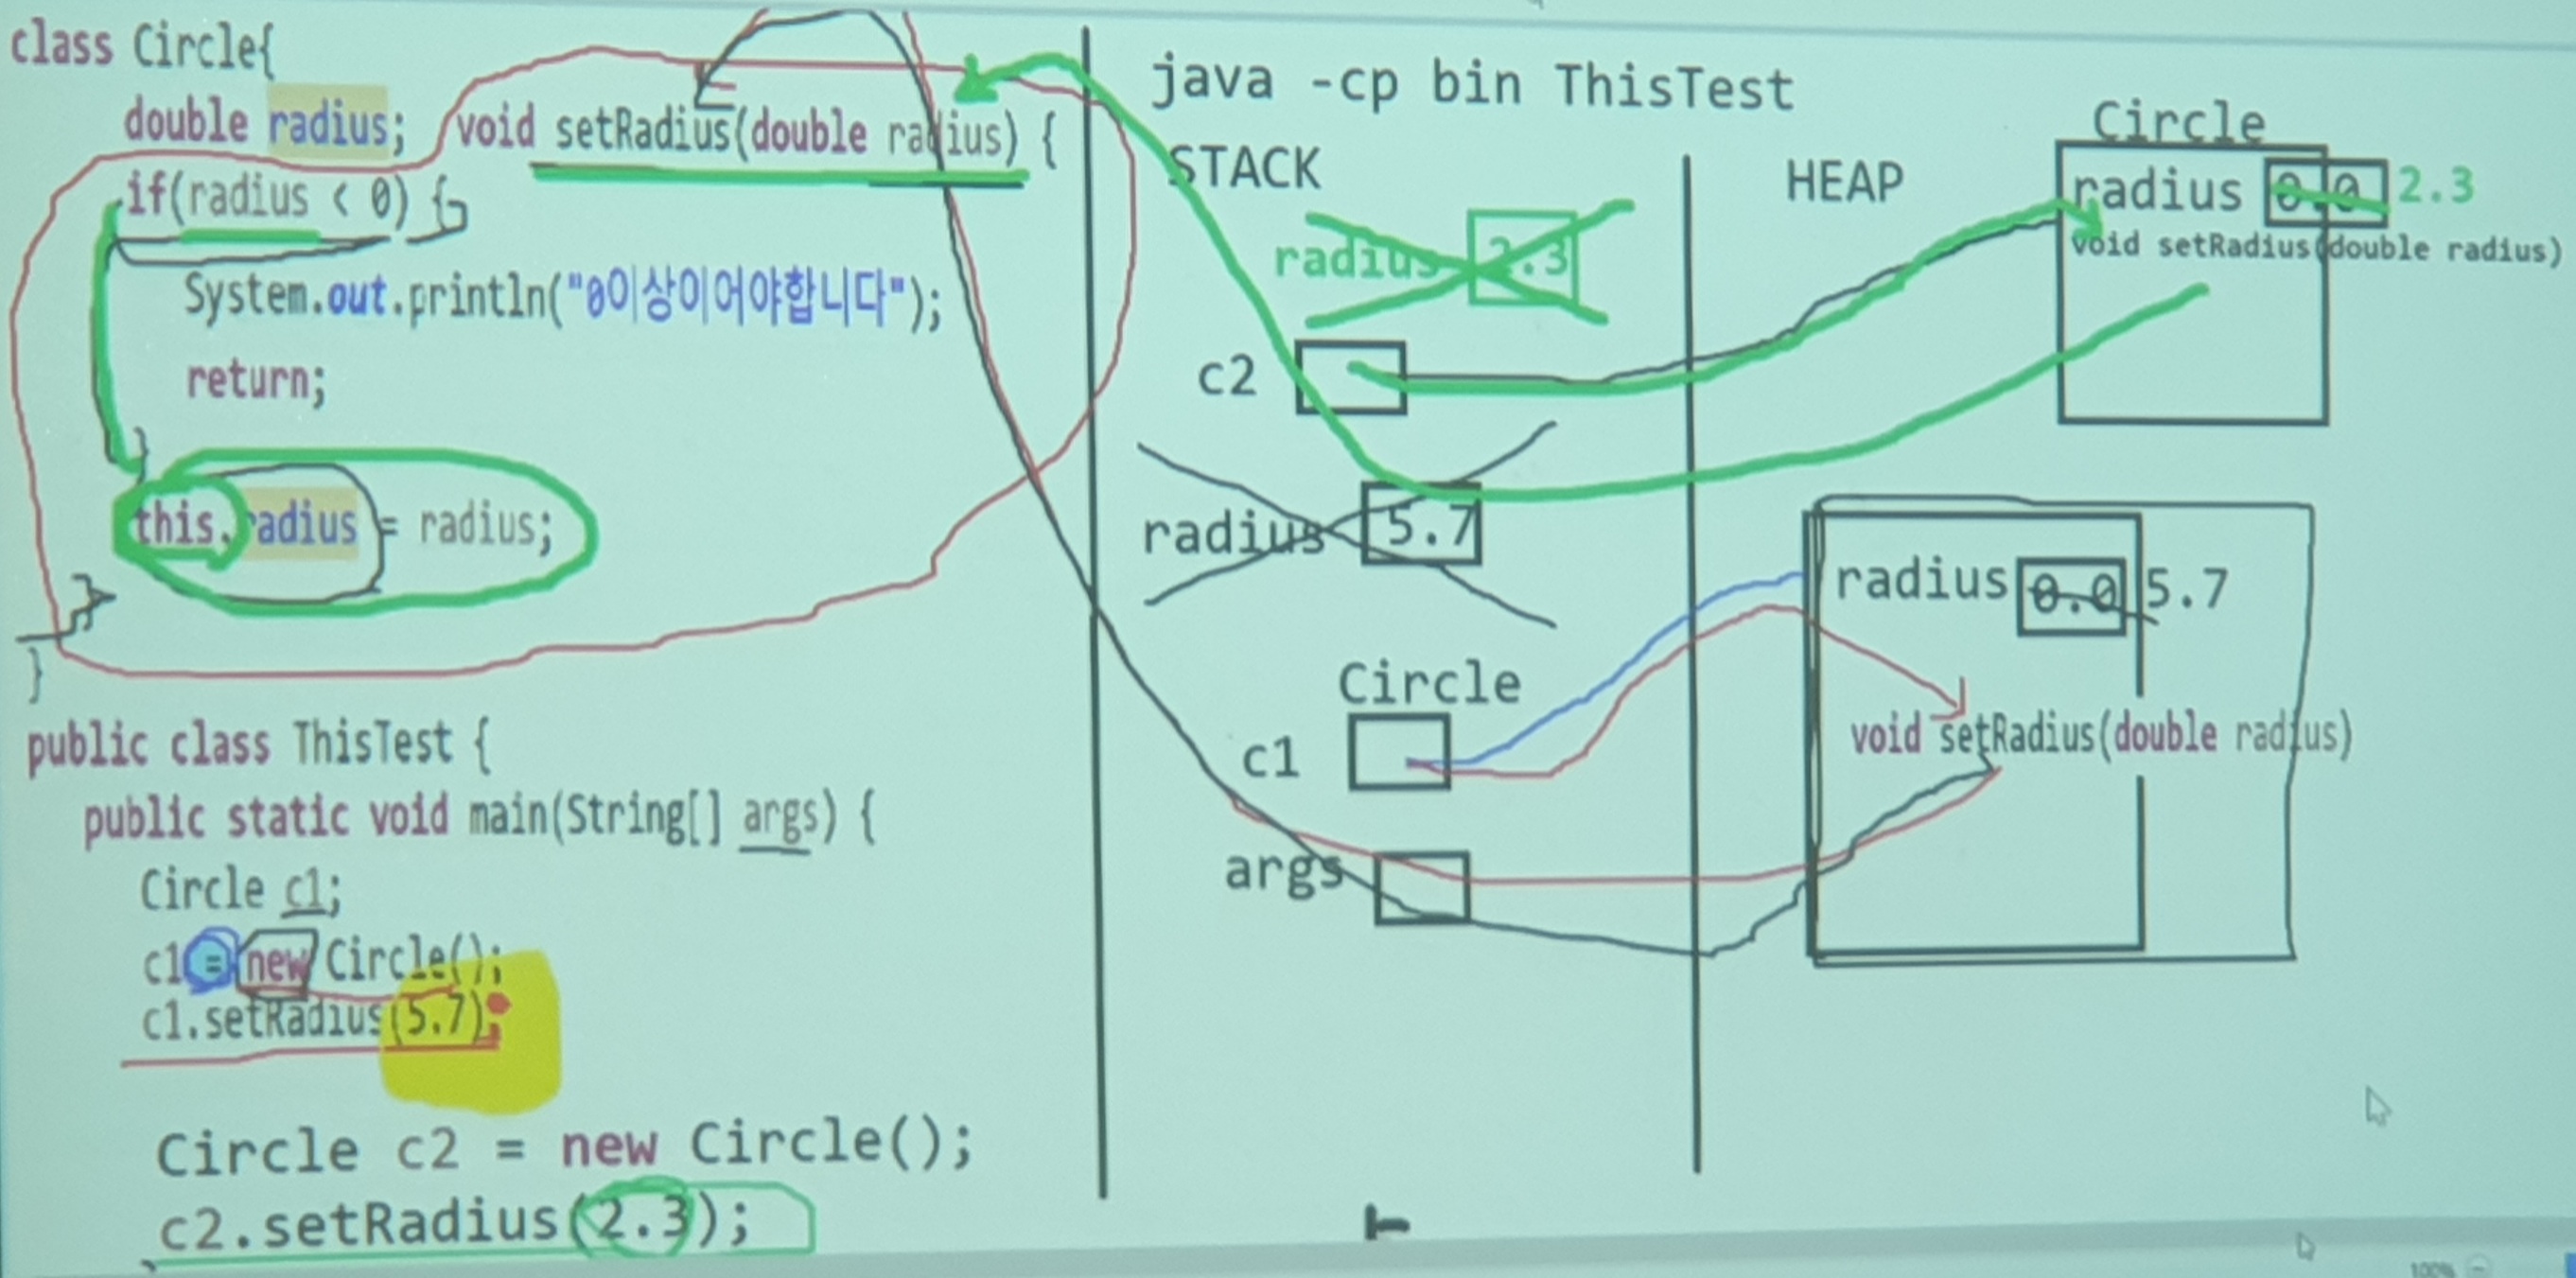 class Circle{
double radius; void setRadius(double radius) {
if(radius < 0) {
System.out.println("0이상이어야합니다");
return;
}
this.radius = radius;
}
}
public class ThisTest {
public static void main(String[] args) {
Circle c1;
c1 = new Circle();
c1.setRadius(5.7);
Circle c2 = new Circle();
c2.setRadius(2.3);
java -cp bin ThisTest
STACK
radius 2.3
c2
radius 5.7
Circle
c1
args
HEAP
Circle
radius 0.0 2.3
void setRadius(double radius)
radius 0.0 5.7
void setRadius(double radius)
100%